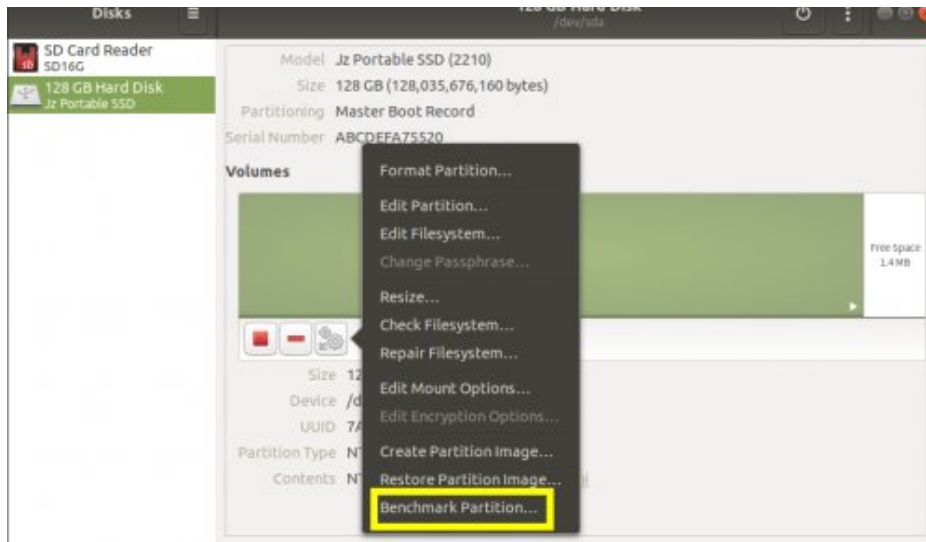 Disks
128 GB Hard Disk
/dev/sda
SD Card Reader
SD16G
128 GB Hard Disk
Jz Portable SSD
Model Jz Portable SSD (2210)
Size 128 GB (128,035,676,160 bytes)
Partitioning Master Boot Record
Serial Number ABCDEFA75520
Volumes
Free Space
1.4 MB
Size 12
Device /d
UUID 7A
Partition Type N
Contents N
Format Partition...
Edit Partition...
Edit Filesystem...
Change Passphrase...
Resize...
Check Filesystem...
Repair Filesystem...
Edit Mount Options...
Edit Encryption Options...
Create Partition Image...
Restore Partition Image...
Benchmark Partition...